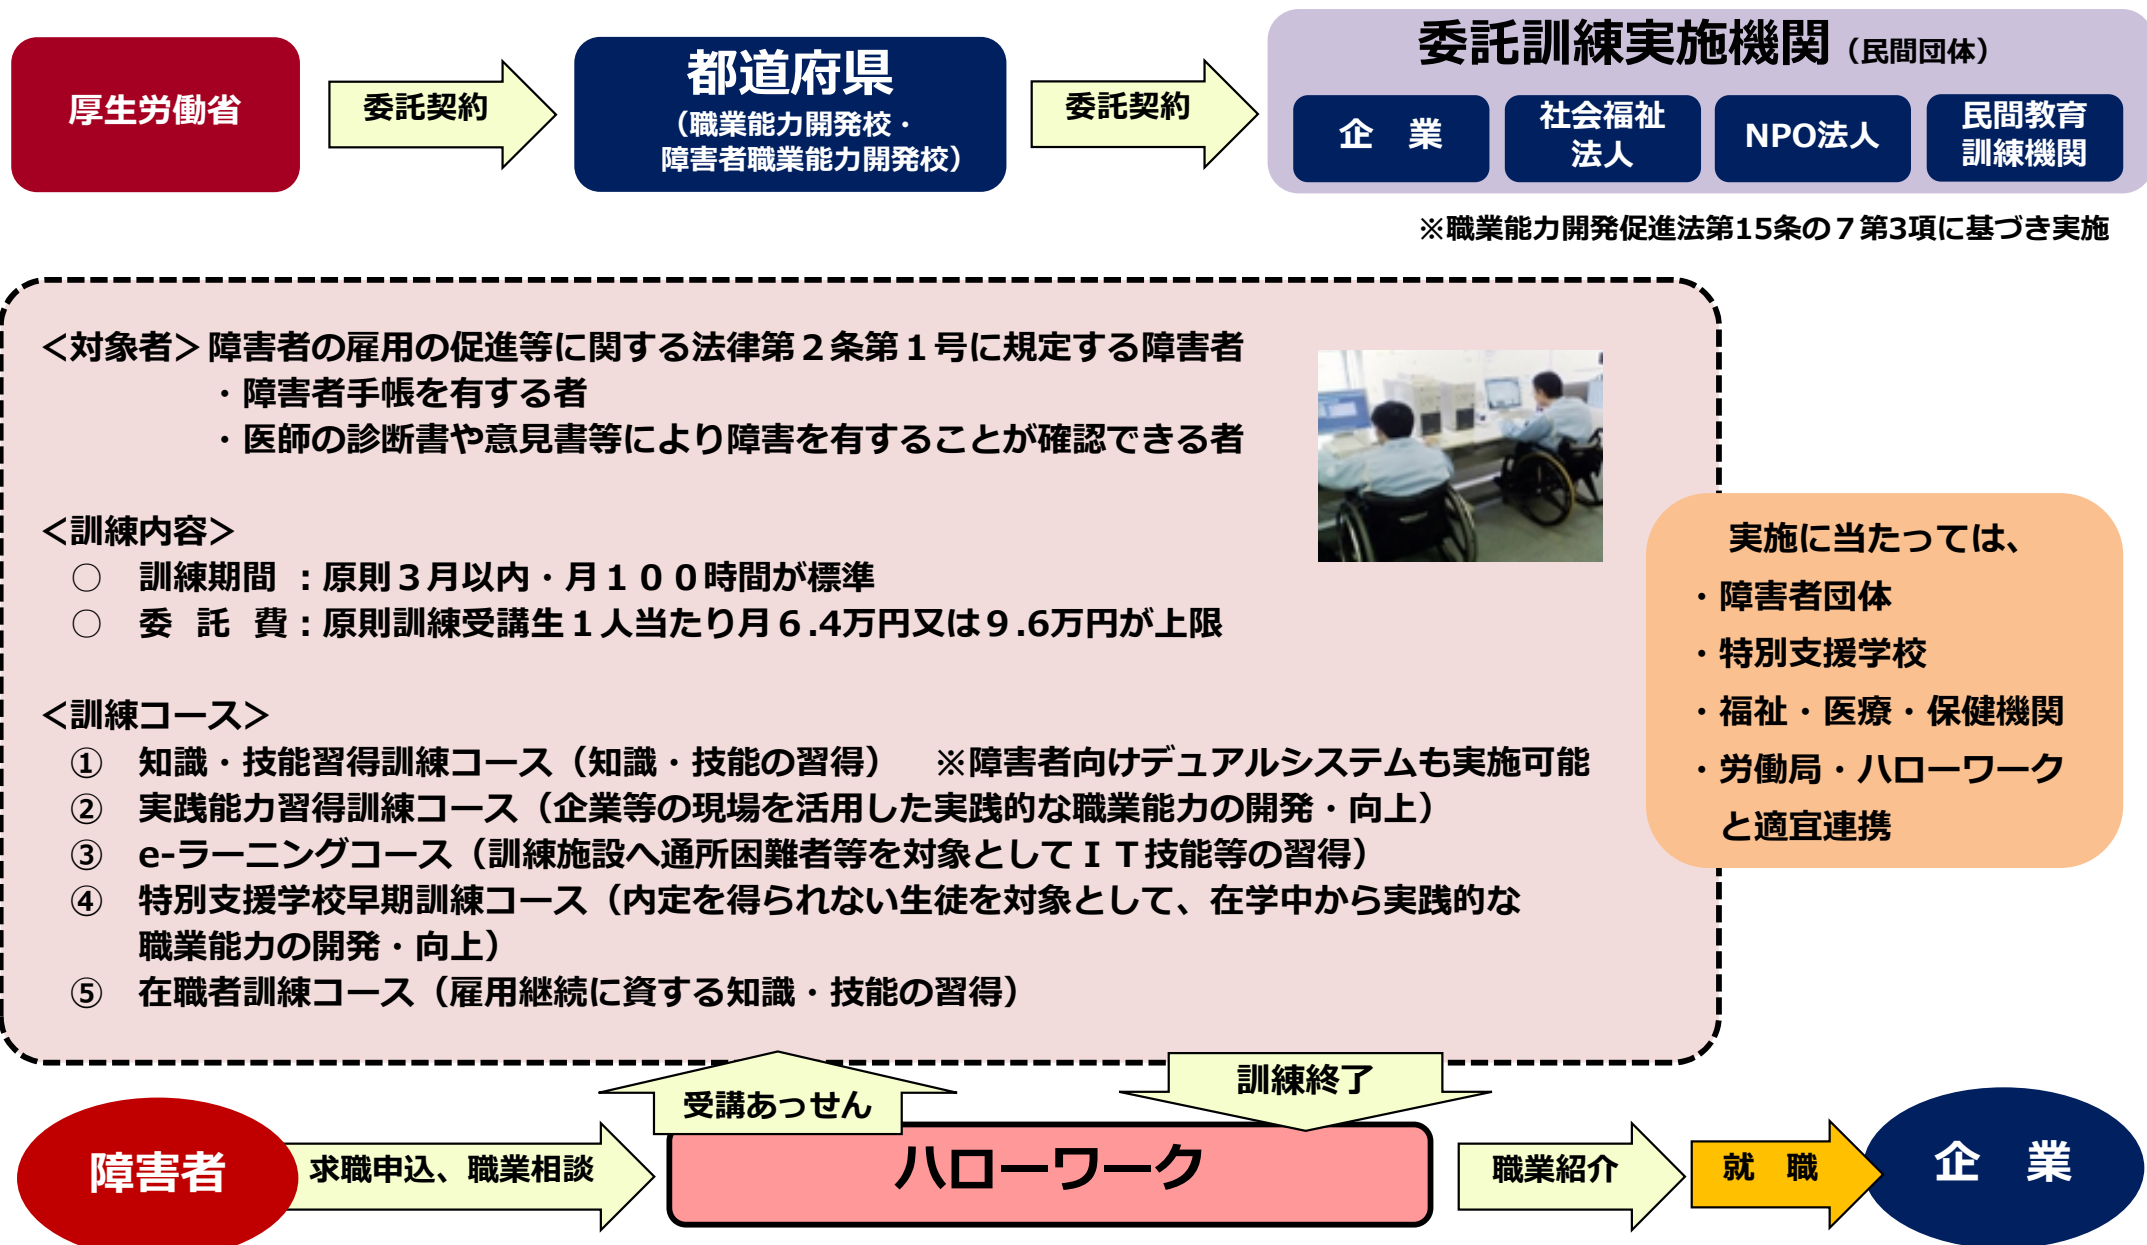 厚生労働省
委託契約
都道府県
（職業能力開発校・
障害者職業能力開発校）
委託契約
委託訓練実施機関（民間団体）
企　業
社会福祉
法人
NPO法人
民間教育
訓練機関
※職業能力開発促進法第15条の７第3項に基づき実施
＜対象者＞障害者の雇用の促進等に関する法律第２条第１号に規定する障害者
・障害者手帳を有する者
・医師の診断書や意見書等により障害を有することが確認できる者
＜訓練内容＞
○　訓練期間 ：原則３月以内・月１００時間が標準
○　委　託　費：原則訓練受講生１人当たり月６.4万円又は９.6万円が上限
＜訓練コース＞
①　知識・技能習得訓練コース（知識・技能の習得）　※障害者向けデュアルシステムも実施可能
②　実践能力習得訓練コース（企業等の現場を活用した実践的な職業能力の開発・向上）
③　e-ラーニングコース（訓練施設へ通所困難者等を対象としてＩＴ技能等の習得）
④　特別支援学校早期訓練コース（内定を得られない生徒を対象として、在学中から実践的な
職業能力の開発・向上）
⑤　在職者訓練コース（雇用継続に資する知識・技能の習得）
実施に当たっては、
・障害者団体
・特別支援学校
・福祉・医療・保健機関
・労働局・ハローワーク
と適宜連携
受講あっせん
訓練終了
障害者
求職申込、職業相談
ハローワーク
職業紹介
就　職
企　業